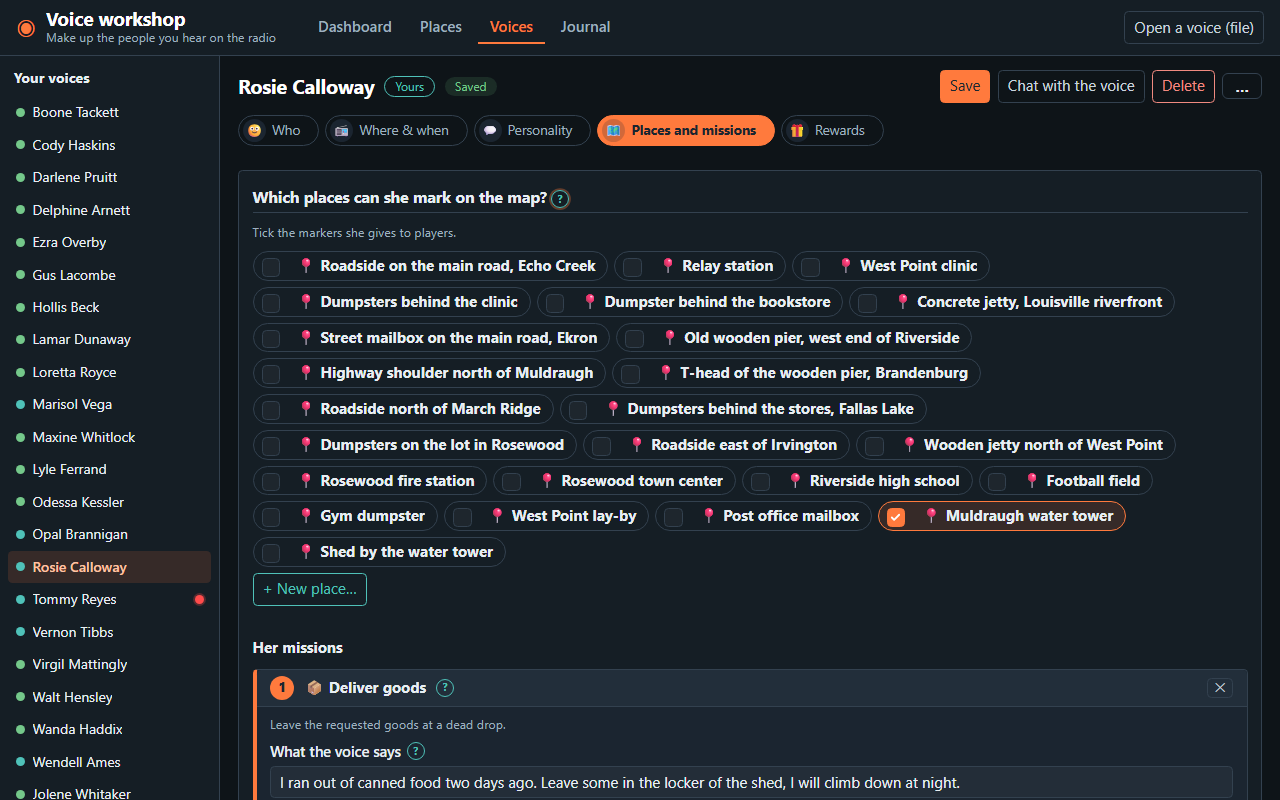 Voice workshop
Make up the people you hear on the radio
Dashboard Places Voices Journal
Open a voice (file)
Your voices
Boone Tackett
Cody Haskins
Darlene Pruitt
Delphine Arnett
Ezra Overby
Gus Lacombe
Hollis Beck
Lamar Dunaway
Loretta Royce
Marisol Vega
Maxine Whitlock
Lyle Ferrand
Odessa Kessler
Opal Brannigan
Rosie Calloway
Tommy Reyes
Vernon Tibbs
Virgil Mattingly
Walt Hensley
Wanda Haddix
Wendell Ames
Jolene Whitaker
Rosie Calloway Yours Saved
Save Chat with the voice Delete ...
Who Where & when Personality Places and missions Rewards
Which places can she mark on the map? ?
Tick the markers she gives to players.
Roadside on the main road, Echo Creek Relay station West Point clinic
Dumpsters behind the clinic Dumpster behind the bookstore Concrete jetty, Louisville riverfront
Street mailbox on the main road, Ekron Old wooden pier, west end of Riverside
Highway shoulder north of Muldraugh T-head of the wooden pier, Brandenburg
Roadside north of March Ridge Dumpsters behind the stores, Fallas Lake
Dumpsters on the lot in Rosewood Roadside east of Irvington Wooden jetty north of West Point
Rosewood fire station Rosewood town center Riverside high school Football field
Gym dumpster West Point lay-by Post office mailbox Muldraugh water tower
Shed by the water tower
+ New place...
Her missions
1 Deliver goods ?
Leave the requested goods at a dead drop.
What the voice says ?
I ran out of canned food two days ago. Leave some in the locker of the shed, I will climb down at night.